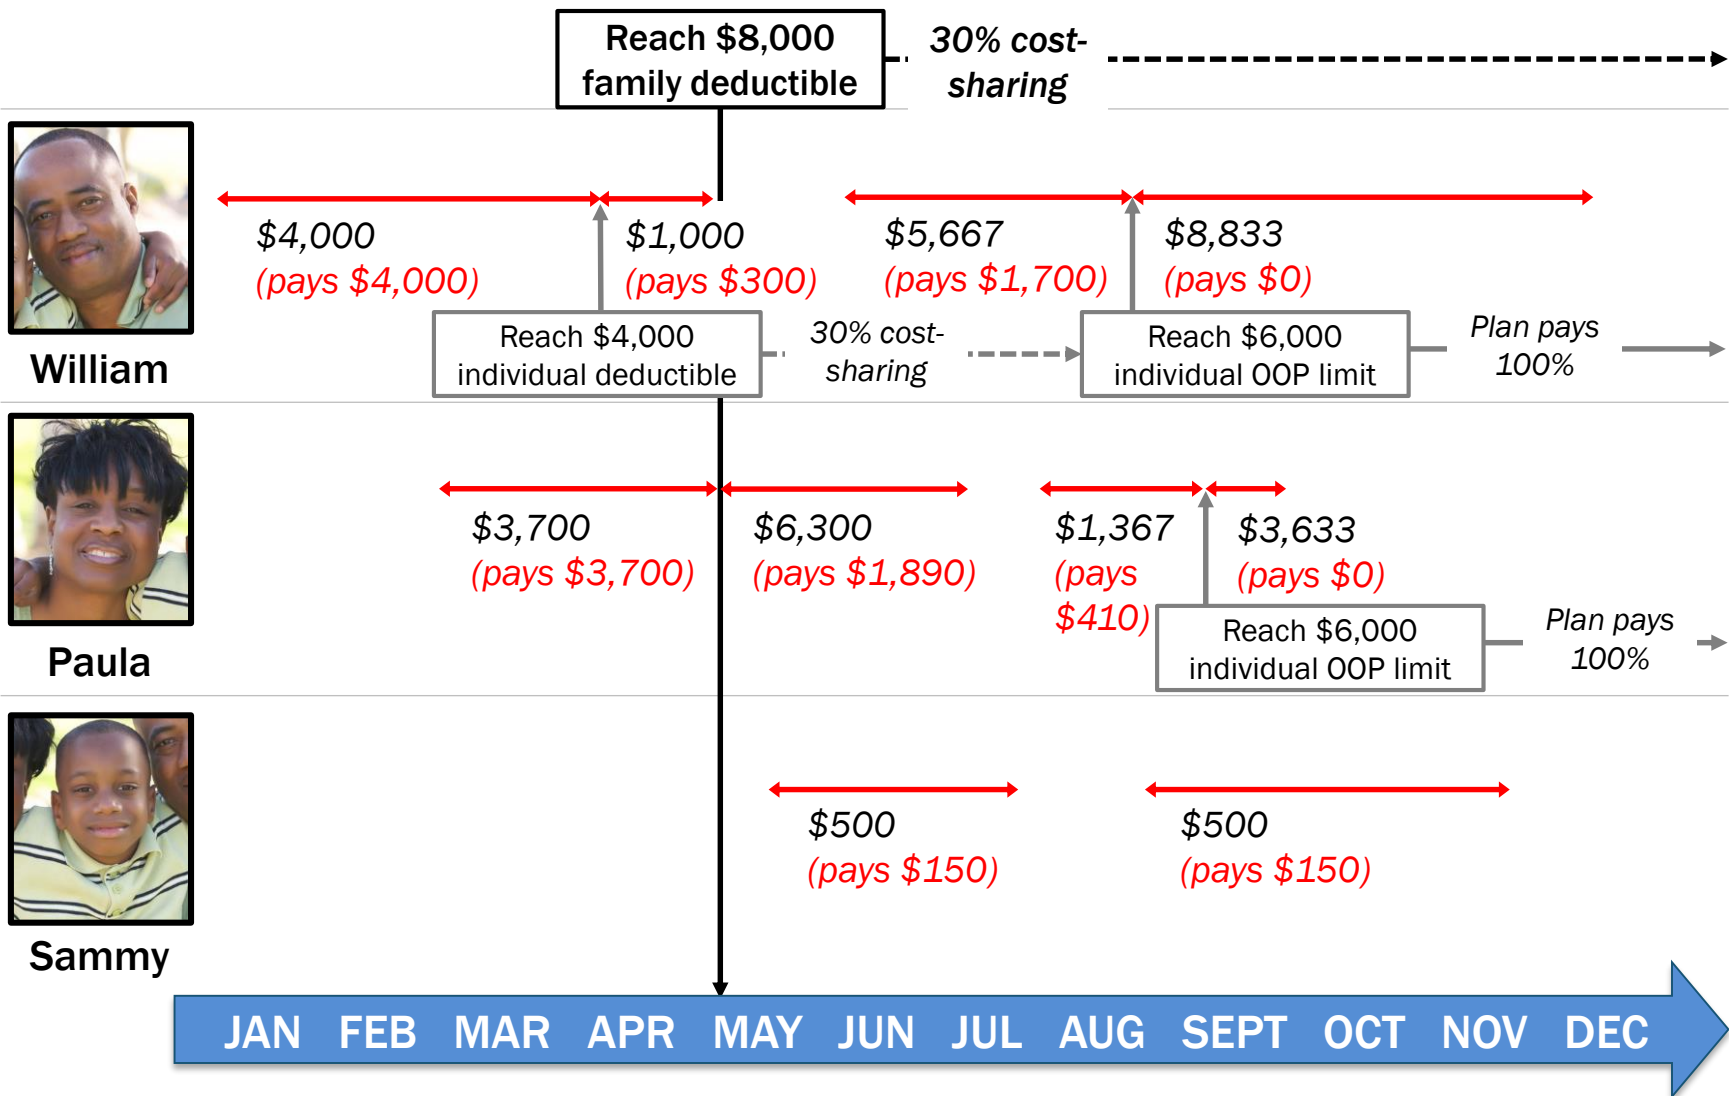 Reach $8,000
family deductible
30% cost-
sharing
$4,000
(pays $4,000)
$1,000
(pays $300)
$5,667
(pays $1,700)
$8,833
(pays $0)
Reach $4,000
individual deductible
30% cost-
sharing
Reach $6,000
individual OOP limit
Plan pays
100%
William
$3,700
(pays $3,700)
$6,300
(pays $1,890)
$1,367
(pays
$410)
$3,633
(pays $0)
Reach $6,000
individual OOP limit
Plan pays
100%
Paula
$500
(pays $150)
$500
(pays $150)
Sammy
JAN FEB MAR APR MAY JUN JUL AUG SEPT OCT NOV DEC